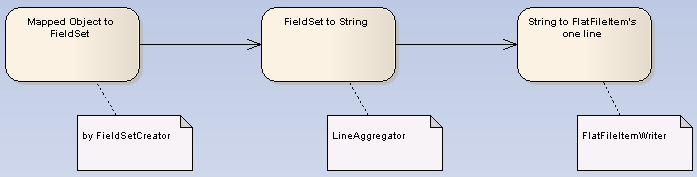 Mapped Object to
FieldSet
FieldSet to String
String to FlatFileItem's
one line
by FieldSetCreator
LineAggregator
FlatFileItemWriter